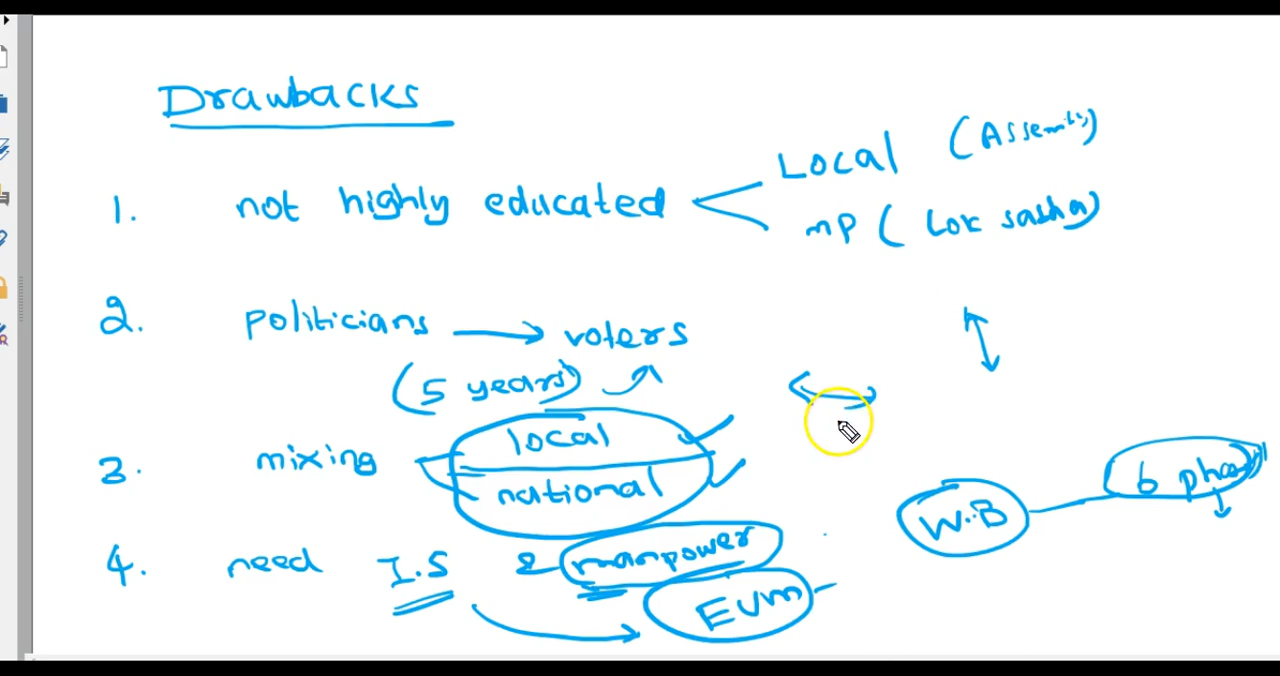 Drawbacks
1. not highly educated
Local (Assembly)
MP (Lok sabha)
2. politicians → voters
(5 years)
3. mixing local
national
4. need I.S & manpower
EVM
W.B 6 phase